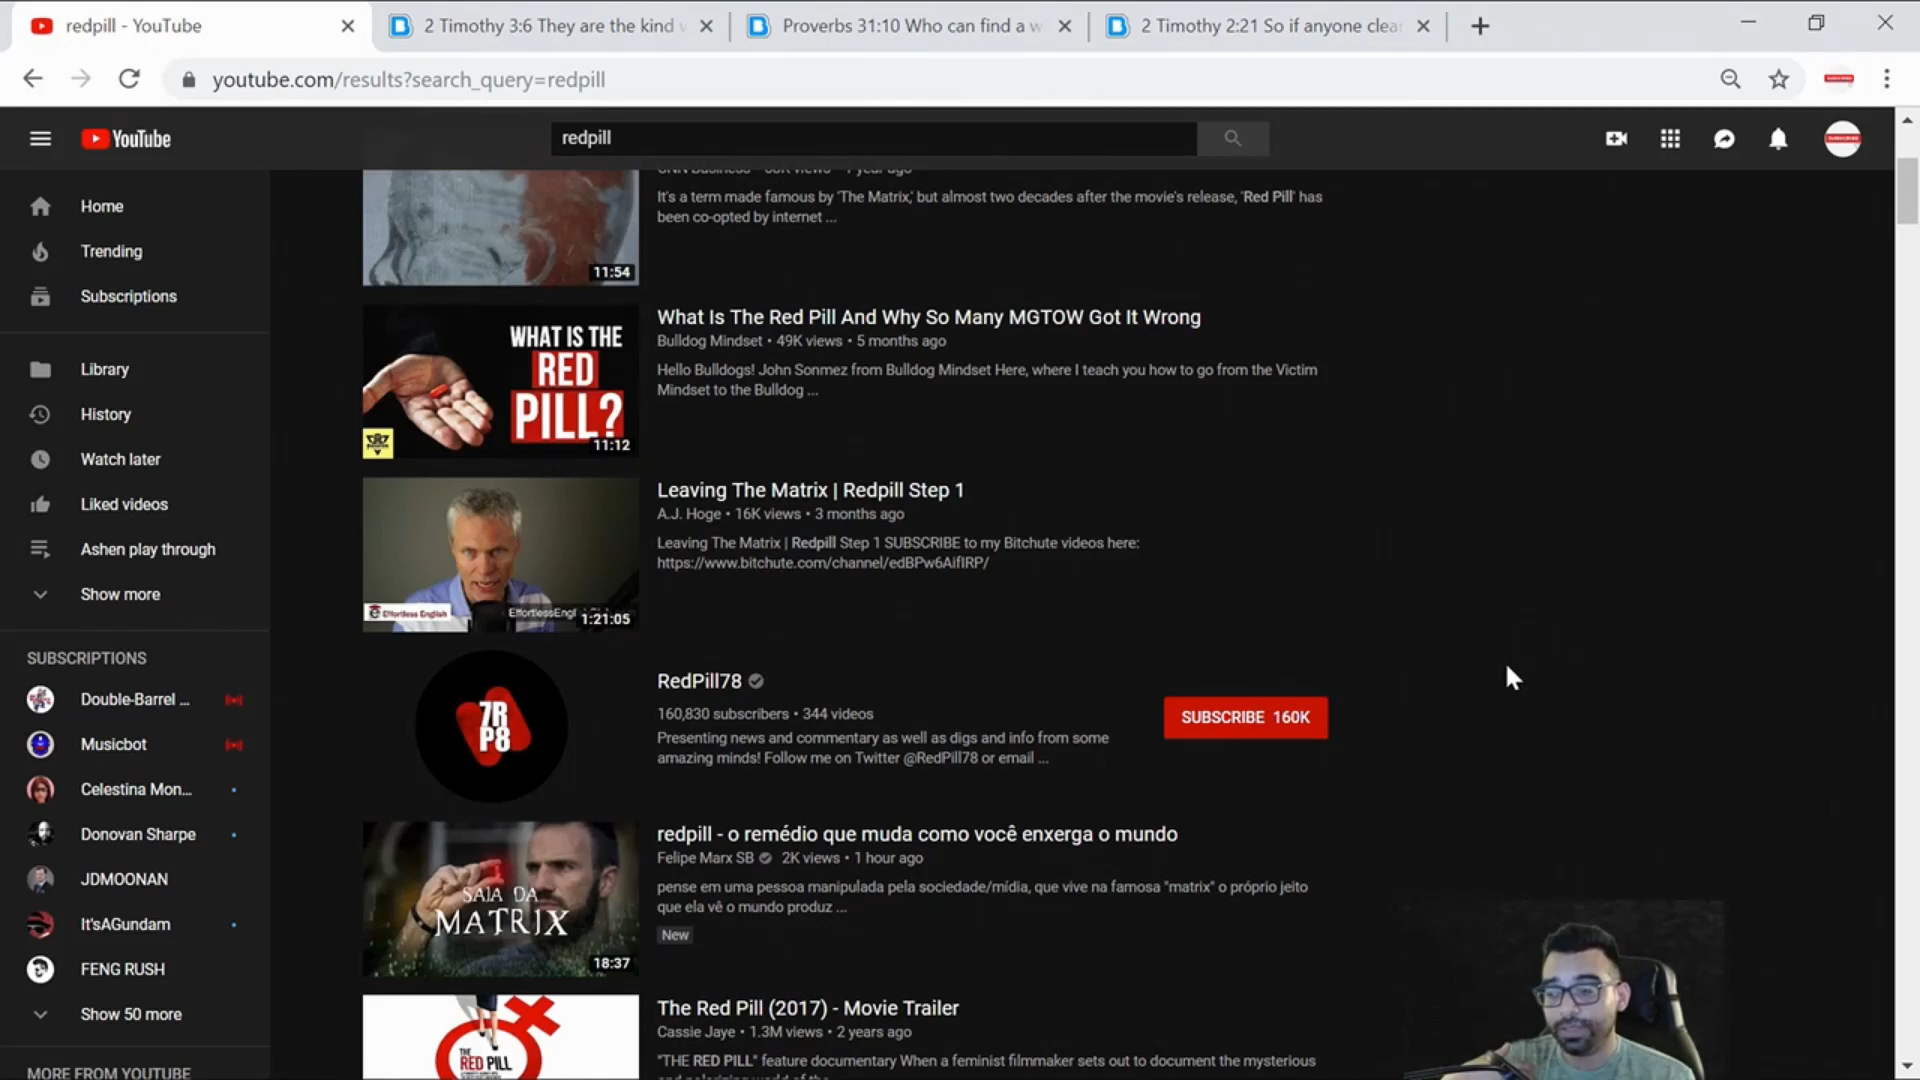 redpill - YouTube
2 Timothy 3:6 They are the kind
Proverbs 31:10 Who can find a w
2 Timothy 2:21 So if anyone clea
youtube.com/results?search_query=redpill
YouTube
redpill
SUBSCRIBE
Home
Trending
Subscriptions
Library
History
Watch later
Liked videos
Ashen play through
Show more
SUBSCRIPTIONS
Double-Barrel ...
Musicbot
Celestina Mon...
Donovan Sharpe
JDMOONAN
It'sAGundam
FENG RUSH
Show 50 more
MORE FROM YOUTUBE
It's a term made famous by 'The Matrix,' but almost two decades after the movie's release, 'Red Pill' has
been co-opted by internet ...
11:54
WHAT IS THE
RED
PILL?
11:12
What Is The Red Pill And Why So Many MGTOW Got It Wrong
Bulldog Mindset • 49K views • 5 months ago
Hello Bulldogs! John Sonmez from Bulldog Mindset Here, where I teach you how to go from the Victim
Mindset to the Bulldog ...
Effortless English
EffortlessEngl
1:21:05
Leaving The Matrix | Redpill Step 1
A.J. Hoge • 16K views • 3 months ago
Leaving The Matrix | Redpill Step 1 SUBSCRIBE to my Bitchute videos here:
https://www.bitchute.com/channel/edBPw6AifIRP/
7R
P8
RedPill78
160,830 subscribers • 344 videos
Presenting news and commentary as well as digs and info from some
amazing minds! Follow me on Twitter @RedPill78 or email ...
SUBSCRIBE 160K
SAIA DA
MATRIX
18:37
redpill - o remédio que muda como você enxerga o mundo
Felipe Marx SB 2K views • 1 hour ago
pense em uma pessoa manipulada pela sociedade/mídia, que vive na famosa "matrix" o próprio jeito
que ela vê o mundo produz ...
New
THE
RED PILL
The Red Pill (2017) - Movie Trailer
Cassie Jaye • 1.3M views • 2 years ago
"THE RED PILL" feature documentary When a feminist filmmaker sets out to document the mysterious